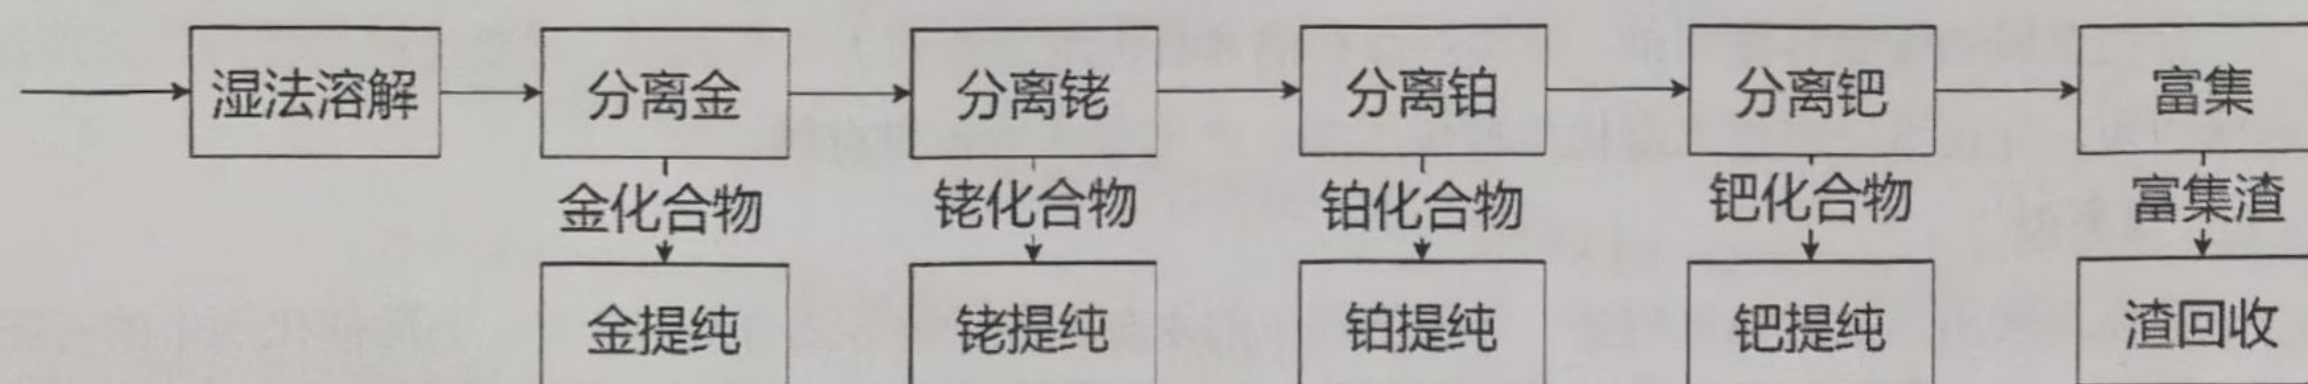 湿法溶解 分离金 分离铑 分离铂 分离钯 富集
金化合物 铑化合物 铂化合物 钯化合物 富集渣
金提纯 铑提纯 铂提纯 钯提纯 渣回收